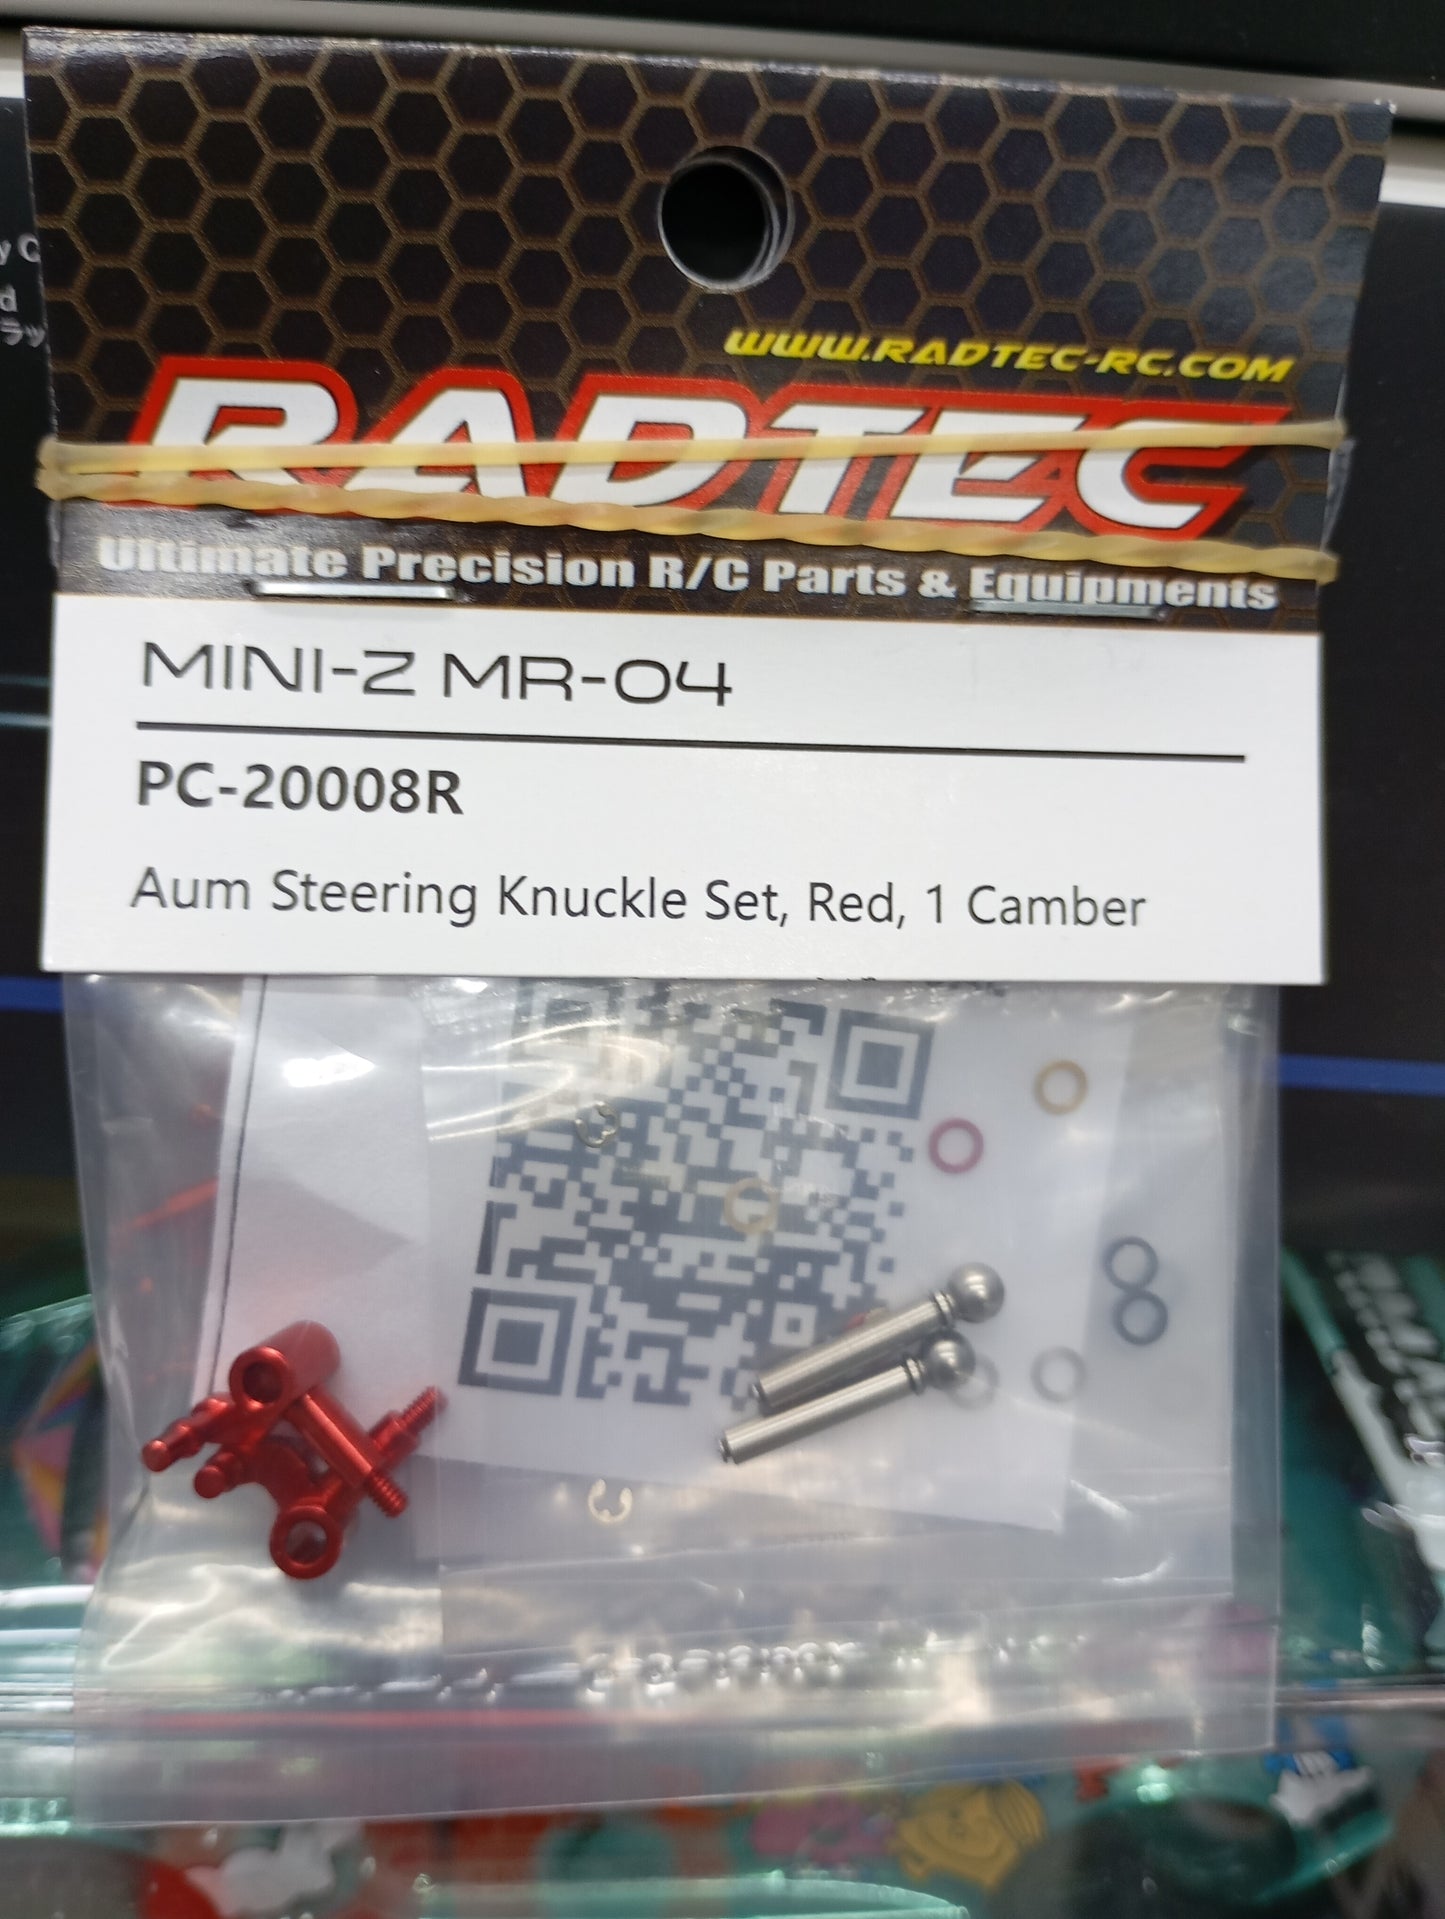 WWW.RADTEC-RC.COM
RADTEC
Ultimate Precision R/C Parts & Equipments
MINI-Z MR-04
PC-20008R
Aum Steering Knuckle Set, Red, 1 Camber